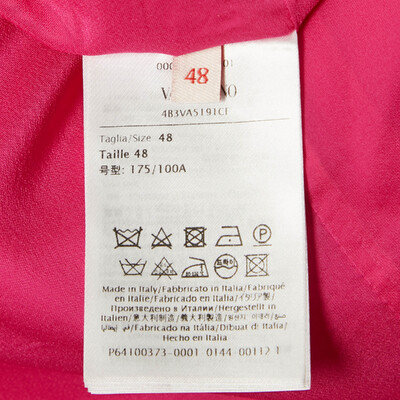 48
4B3VA5191CF
Taglia/Size: 48
Taille 48
号型: 175/100A
Made in Italy/Fabbricato in Italia/Fabriqué
en Italie/Fabricado en Italia/イタリア製/
Произведено в Италии/Hergestellt in
Italien/意大利制造/義大利製造/
/Fabricado na Itália/Dibuat di Italia/
Hecho en Italia
P64100373-0001 0144-00112 1